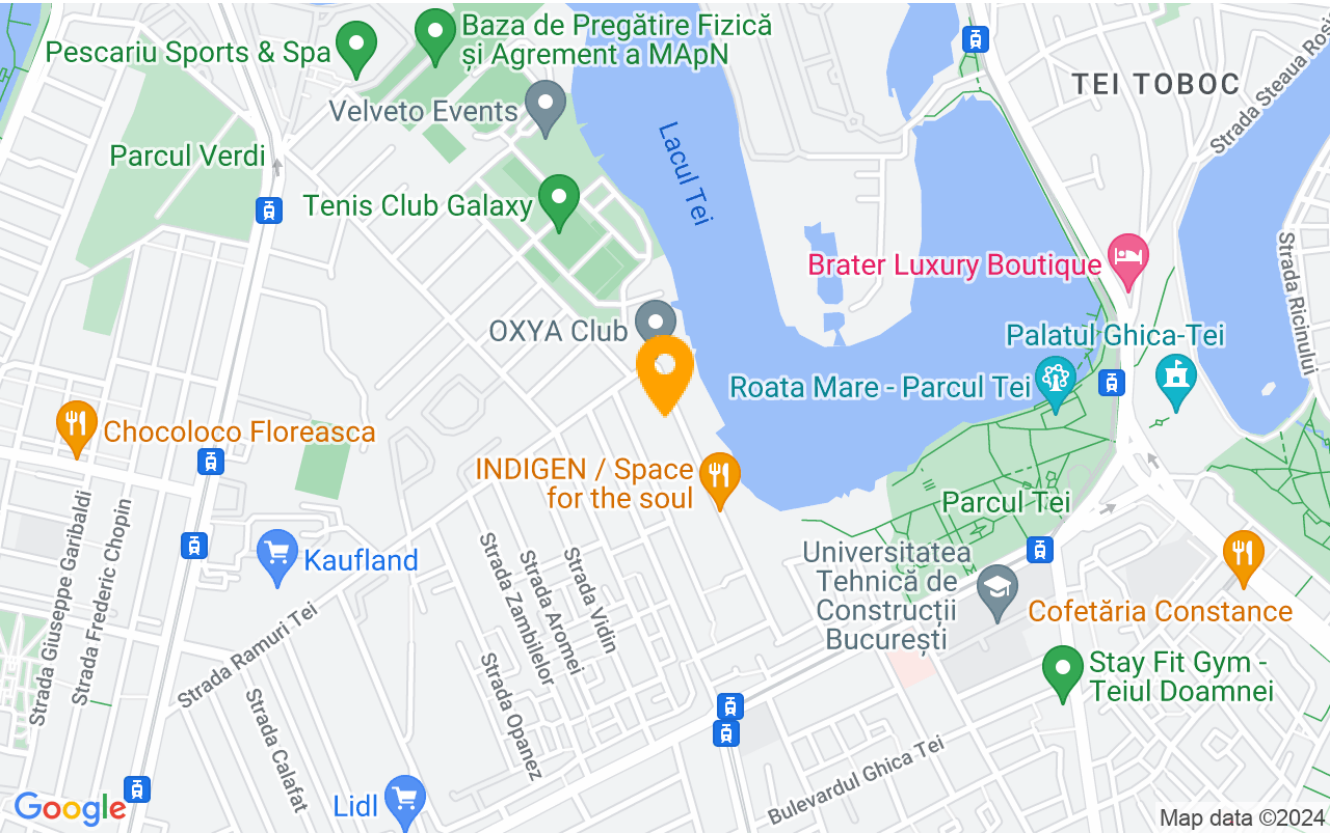 Baza de Pregătire Fizică
și Agrement a MApN
Pescariu Sports & Spa
TEI TOBOC
Strada Steaua Roși
Velveto Events
Parcul Verdi
Lacul Tei
Tenis Club Galaxy
Brater Luxury Boutique
Strada Ricinului
OXYA Club
Palatul Ghica-Tei
Roata Mare - Parcul Tei
Chocoloco Floreasca
INDIGEN / Space
for the soul
Parcul Tei
Strada Giuseppe Garibaldi
Strada Frederic Chopin
Kaufland
Strada Zambilelor
Strada Aromei
Strada Vidin
Universitatea
Tehnică de
Construcții
București
Cofetăria Constance
Strada Ramuri Tei
Strada Opanez
Stay Fit Gym -
Teiul Doamnei
Strada Calafat
Bulevardul Ghica Tei
Lidl
Google
Map data ©2024